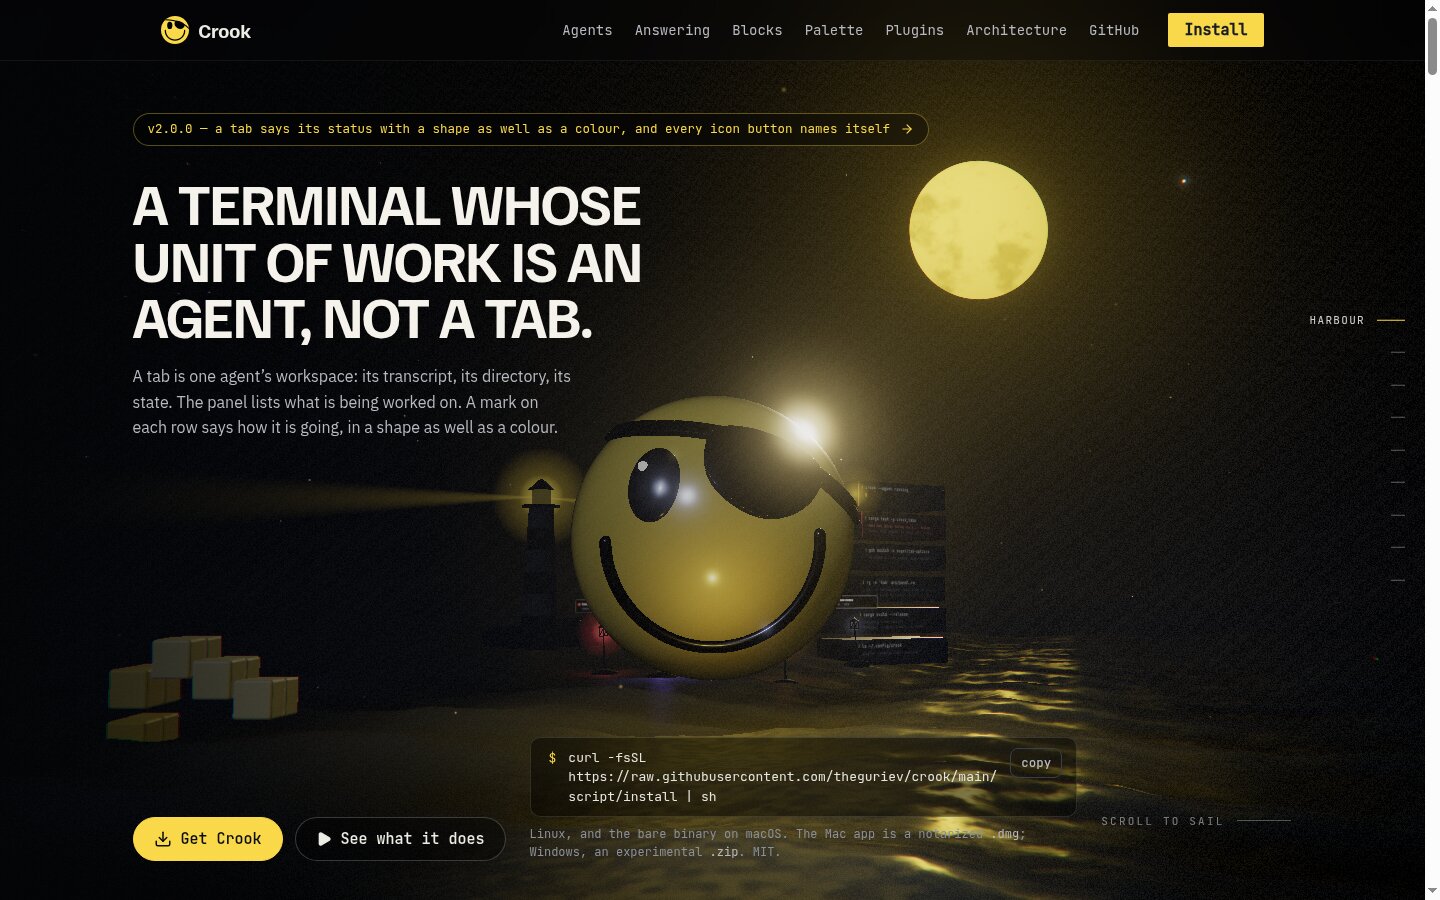 Crook
Agents
Answering
Blocks
Palette
Plugins
Architecture
GitHub
Install
v2.0.0 — a tab says its status with a shape as well as a colour, and every icon button names itself →
A TERMINAL WHOSE
UNIT OF WORK IS AN
AGENT, NOT A TAB.
A tab is one agent’s workspace: its transcript, its directory, its
state. The panel lists what is being worked on. A mark on
each row says how it is going, in a shape as well as a colour.
HARBOUR
$ curl -fsSL
https://raw.githubusercontent.com/theguriev/crook/main/
script/install | sh
copy
Get Crook
See what it does
Linux, and the bare binary on macOS. The Mac app is a notarized .dmg;
Windows, an experimental .zip. MIT.
SCROLL TO SAIL